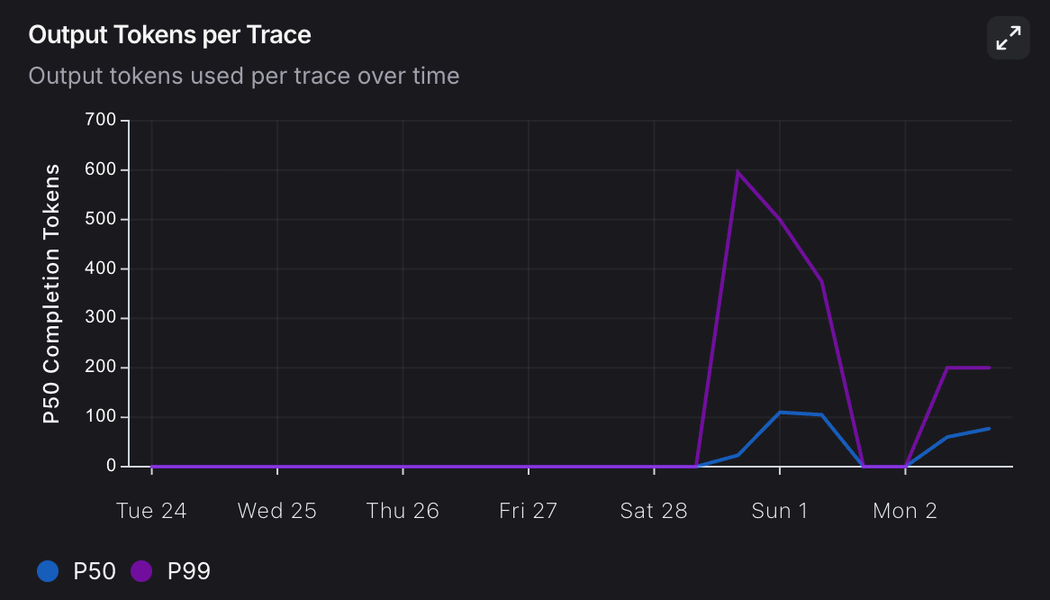 Output Tokens per Trace
Output tokens used per trace over time
P50 Completion Tokens
700
600
500
400
300
200
100
0
Tue 24 Wed 25 Thu 26 Fri 27 Sat 28 Sun 1 Mon 2
P50 P99